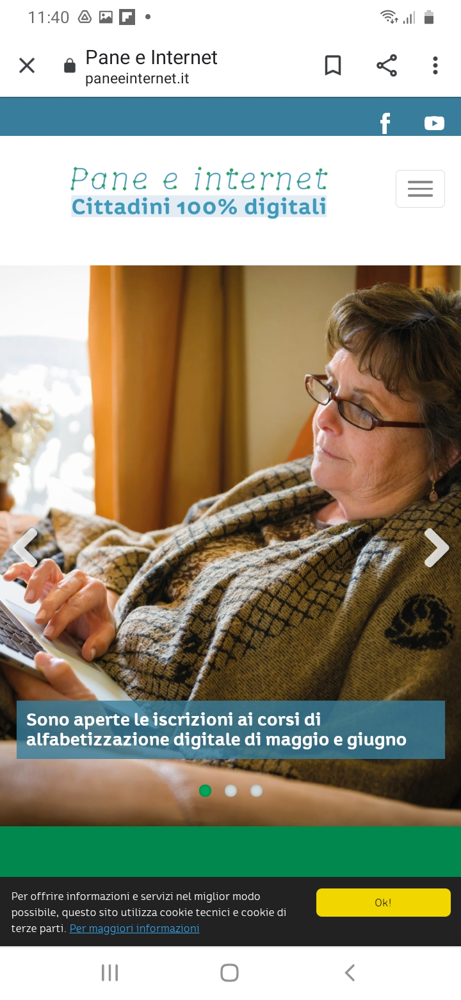 11:40
Pane e Internet
paneeinternet.it
Pane e internet
Cittadini 100% digitali
Sono aperte le iscrizioni ai corsi di
alfabetizzazione digitale di maggio e giugno
Per offrire informazioni e servizi nel miglior modo
possibile, questo sito utilizza cookie tecnici e cookie di
terze parti. Per maggiori informazioni
Ok!